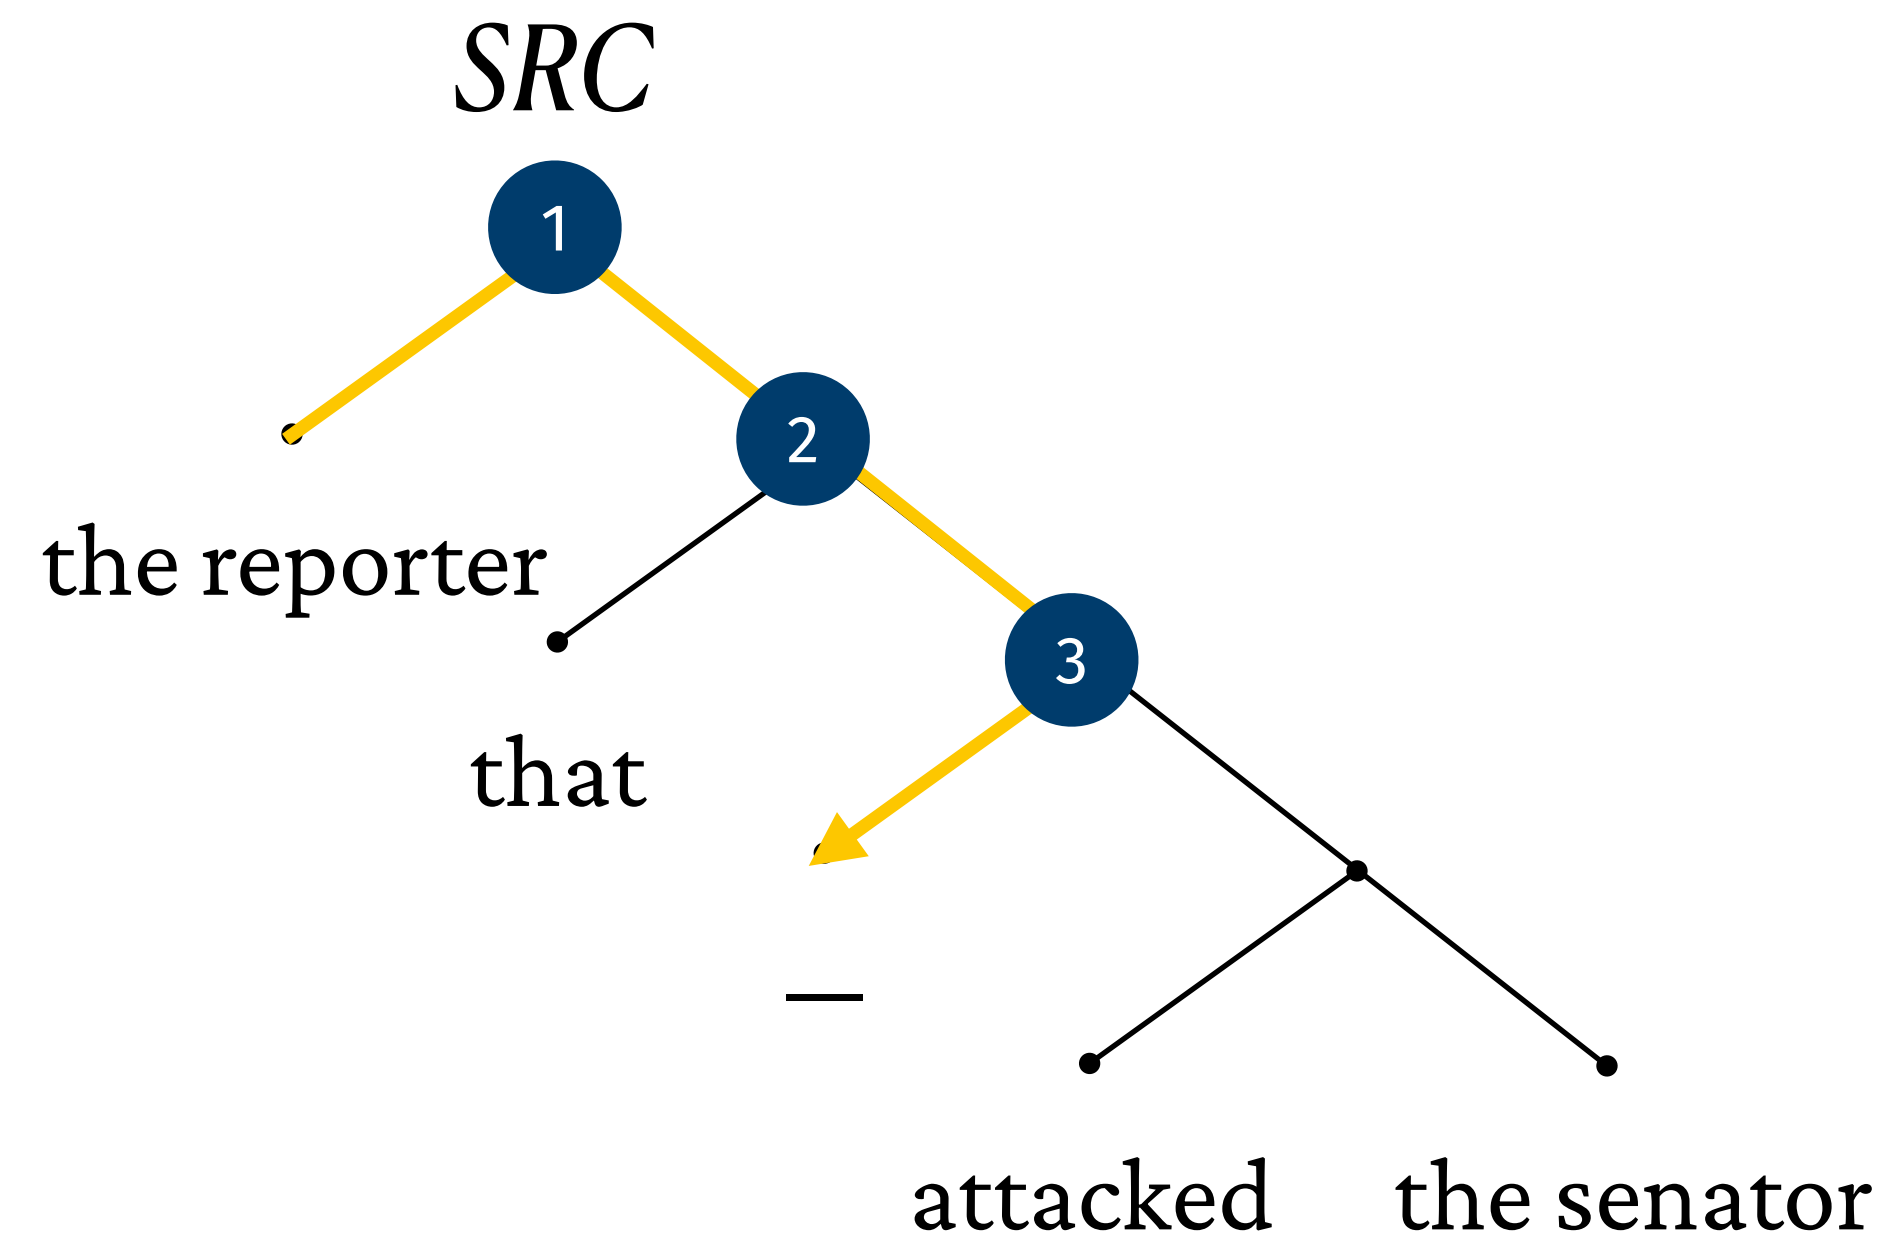 SRC
1
2
the reporter
3
that
—
attacked the senator